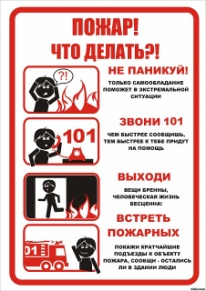 ПОЖАР!
ЧТО ДЕЛАТЬ?!
?!
НЕ ПАНИКУЙ!
ТОЛЬКО САМООБЛАДАНИЕ
ПОМОЖЕТ В ЭКСТРЕМАЛЬНОЙ
СИТУАЦИИ
101
ЗВОНИ 101
ЧЕМ БЫСТРЕЕ СООБЩИШЬ,
ТЕМ БЫСТРЕЕ К ТЕБЕ ПРИДУТ
НА ПОМОЩЬ
ВЫХОДИ
ВЕЩИ БРЕННЫ,
ЧЕЛОВЕЧЕСКАЯ ЖИЗНЬ
БЕСЦЕННА!
ВСТРЕТЬ
ПОЖАРНЫХ
101
ПОКАЖИ КРАТЧАЙШИЕ
ПОДЪЕЗДЫ К ОБЪЕКТУ
ПОЖАРА, СООБЩИ - ОСТАЛИСЬ
ЛИ В ЗДАНИИ ЛЮДИ